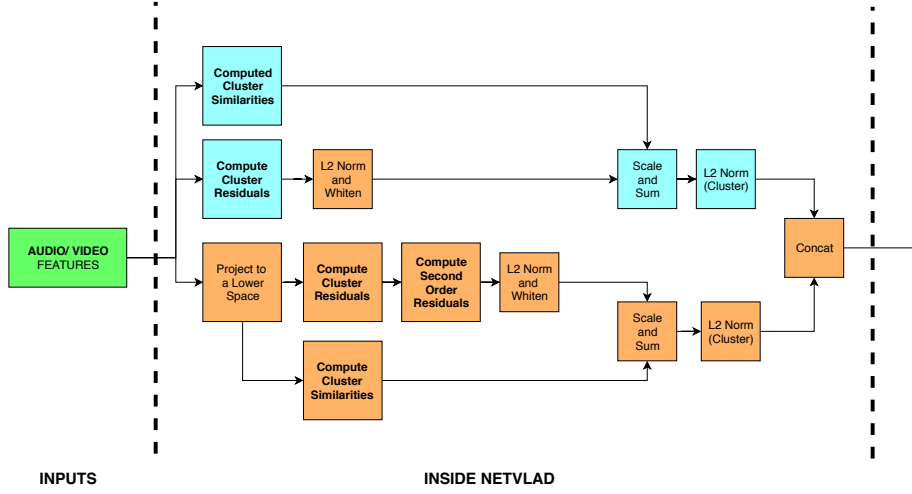 Computed
Cluster
Similarities
Compute
Cluster
Residuals
L2 Norm
and
Whiten
Scale
and
Sum
L2 Norm
(Cluster)
AUDIO/ VIDEO
FEATURES
Concat
Project to
a Lower
Space
Compute
Cluster
Residuals
Compute
Second
Order
Residuals
L2 Norm
and
Whiten
Scale
and
Sum
L2 Norm
(Cluster)
Compute
Cluster
Similarities
INPUTS
INSIDE NETVLAD